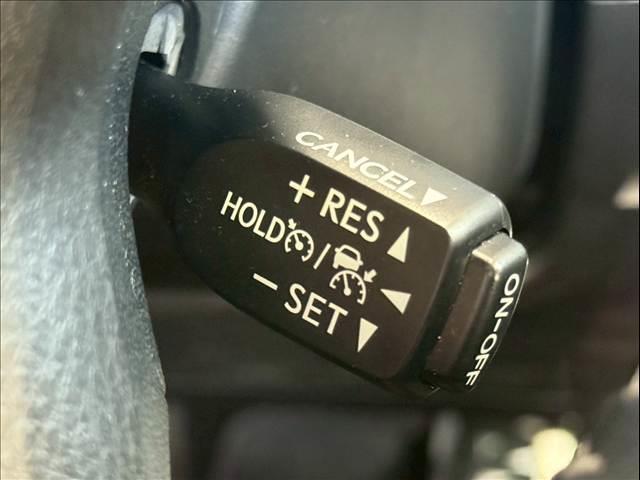 CANCEL▼
+ RES ▲
HOLD / ◀
− SET ▼
ON-OFF